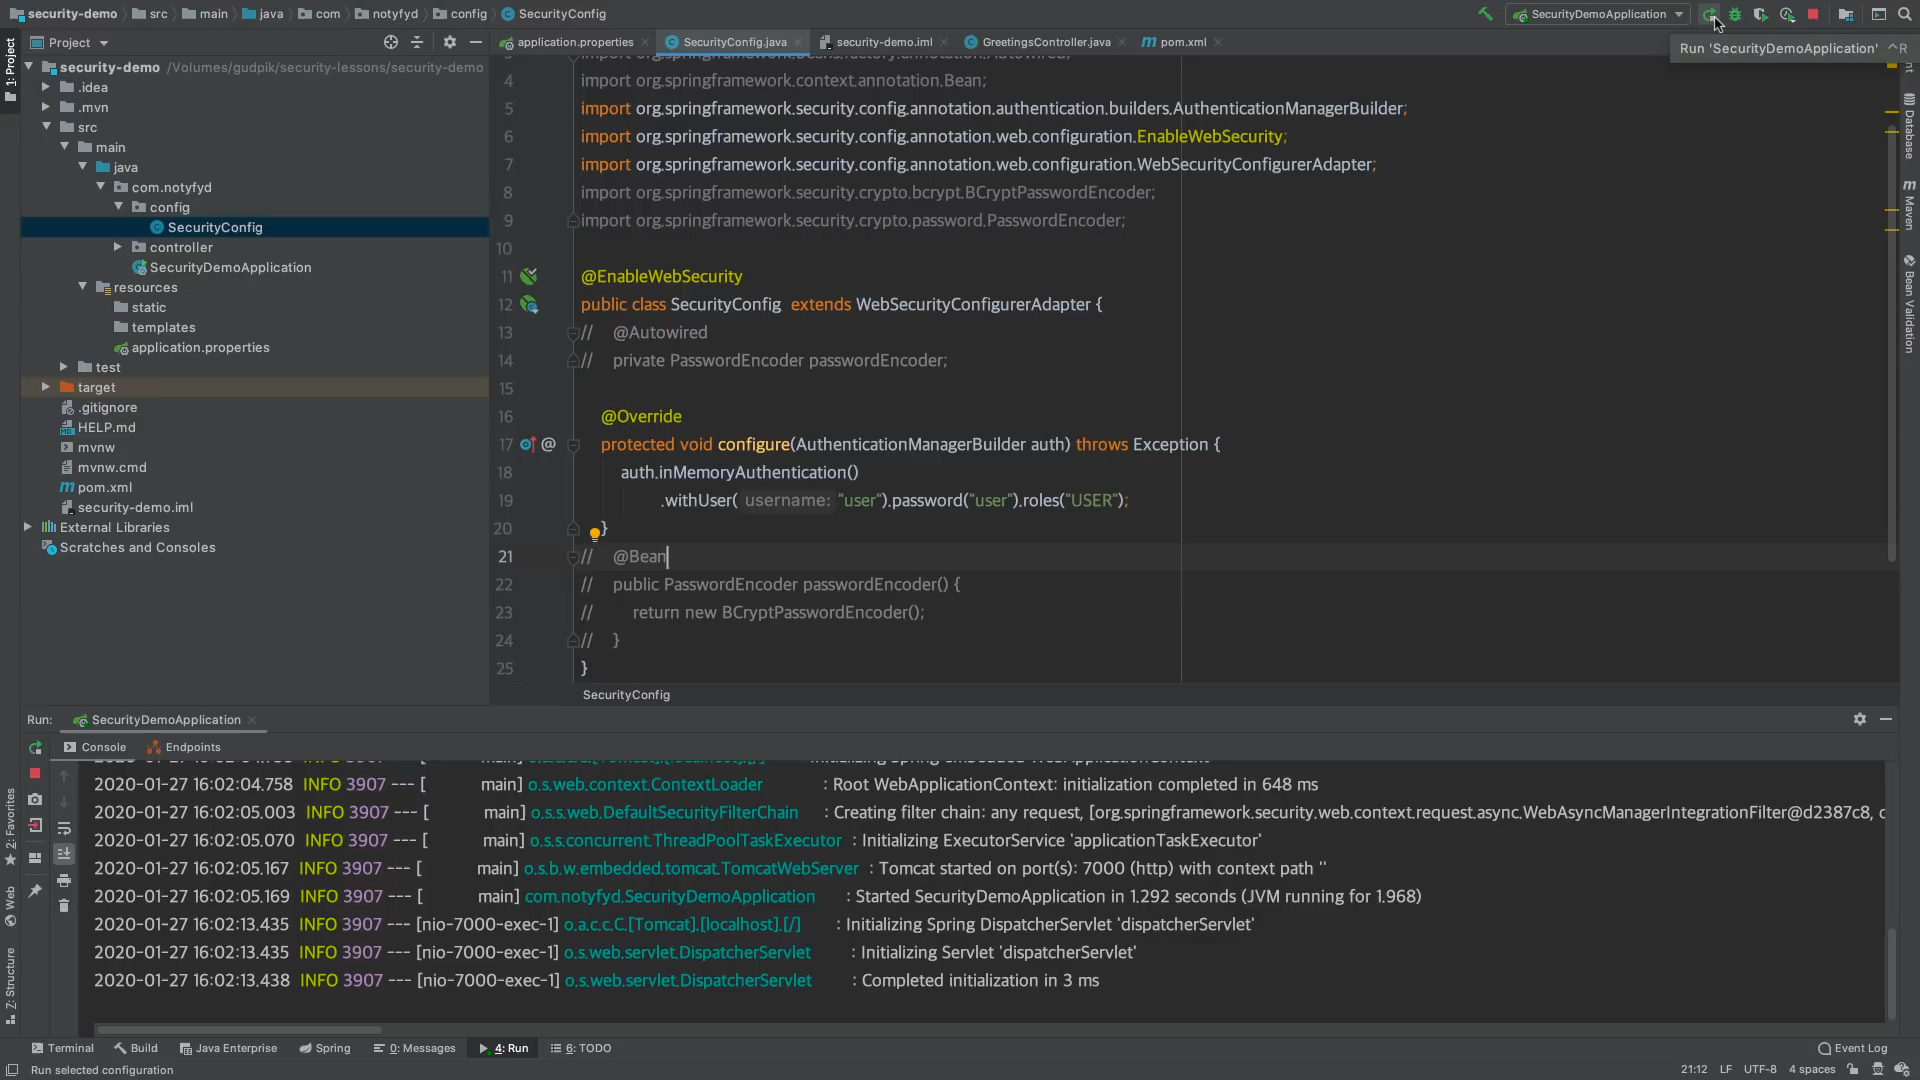 security-demo
src
main
java
com
notyfyd
config
SecurityConfig
SecurityDemoApplication
Run 'SecurityDemoApplication' ^R
Project
application.properties
SecurityConfig.java
security-demo.iml
GreetingsController.java
pom.xml
1: Project
security-demo /Volumes/gudpik/security-lessons/security-demo
.idea
.mvn
src
main
java
com.notyfyd
config
SecurityConfig
controller
SecurityDemoApplication
resources
static
templates
application.properties
test
target
.gitignore
HELP.md
mvnw
mvnw.cmd
pom.xml
security-demo.iml
External Libraries
Scratches and Consoles
4 import org.springframework.context.annotation.Bean;
5 import org.springframework.security.config.annotation.authentication.builders.AuthenticationManagerBuilder;
6 import org.springframework.security.config.annotation.web.configuration.EnableWebSecurity;
7 import org.springframework.security.config.annotation.web.configuration.WebSecurityConfigurerAdapter;
8 import org.springframework.security.crypto.bcrypt.BCryptPasswordEncoder;
9 import org.springframework.security.crypto.password.PasswordEncoder;
10
11 @EnableWebSecurity
12 public class SecurityConfig extends WebSecurityConfigurerAdapter {
13 // @Autowired
14 // private PasswordEncoder passwordEncoder;
15
16 @Override
17 @ protected void configure(AuthenticationManagerBuilder auth) throws Exception {
18 auth.inMemoryAuthentication()
19 .withUser( username: "user").password("user").roles("USER");
20 }
21 // @Bean
22 // public PasswordEncoder passwordEncoder() {
23 // return new BCryptPasswordEncoder();
24 // }
25 }
SecurityConfig
Database
Maven
Bean Validation
Run: SecurityDemoApplication
Console
Endpoints
2020-01-27 16:02:04.758 INFO 3907 --- [ main] o.s.web.context.ContextLoader : Root WebApplicationContext: initialization completed in 648 ms
2020-01-27 16:02:05.003 INFO 3907 --- [ main] o.s.s.web.DefaultSecurityFilterChain : Creating filter chain: any request, [org.springframework.security.web.context.request.async.WebAsyncManagerIntegrationFilter@d2387c8, c
2020-01-27 16:02:05.070 INFO 3907 --- [ main] o.s.s.concurrent.ThreadPoolTaskExecutor : Initializing ExecutorService 'applicationTaskExecutor'
2020-01-27 16:02:05.167 INFO 3907 --- [ main] o.s.b.w.embedded.tomcat.TomcatWebServer : Tomcat started on port(s): 7000 (http) with context path ''
2020-01-27 16:02:05.169 INFO 3907 --- [ main] com.notyfyd.SecurityDemoApplication : Started SecurityDemoApplication in 1.292 seconds (JVM running for 1.968)
2020-01-27 16:02:13.435 INFO 3907 --- [nio-7000-exec-1] o.a.c.c.C.[Tomcat].[localhost].[/] : Initializing Spring DispatcherServlet 'dispatcherServlet'
2020-01-27 16:02:13.435 INFO 3907 --- [nio-7000-exec-1] o.s.web.servlet.DispatcherServlet : Initializing Servlet 'dispatcherServlet'
2020-01-27 16:02:13.438 INFO 3907 --- [nio-7000-exec-1] o.s.web.servlet.DispatcherServlet : Completed initialization in 3 ms
2: Favorites
Web
Z: Structure
Terminal
Build
Java Enterprise
Spring
0: Messages
4: Run
6: TODO
Event Log
Run selected configuration
21:12 LF UTF-8 4 spaces